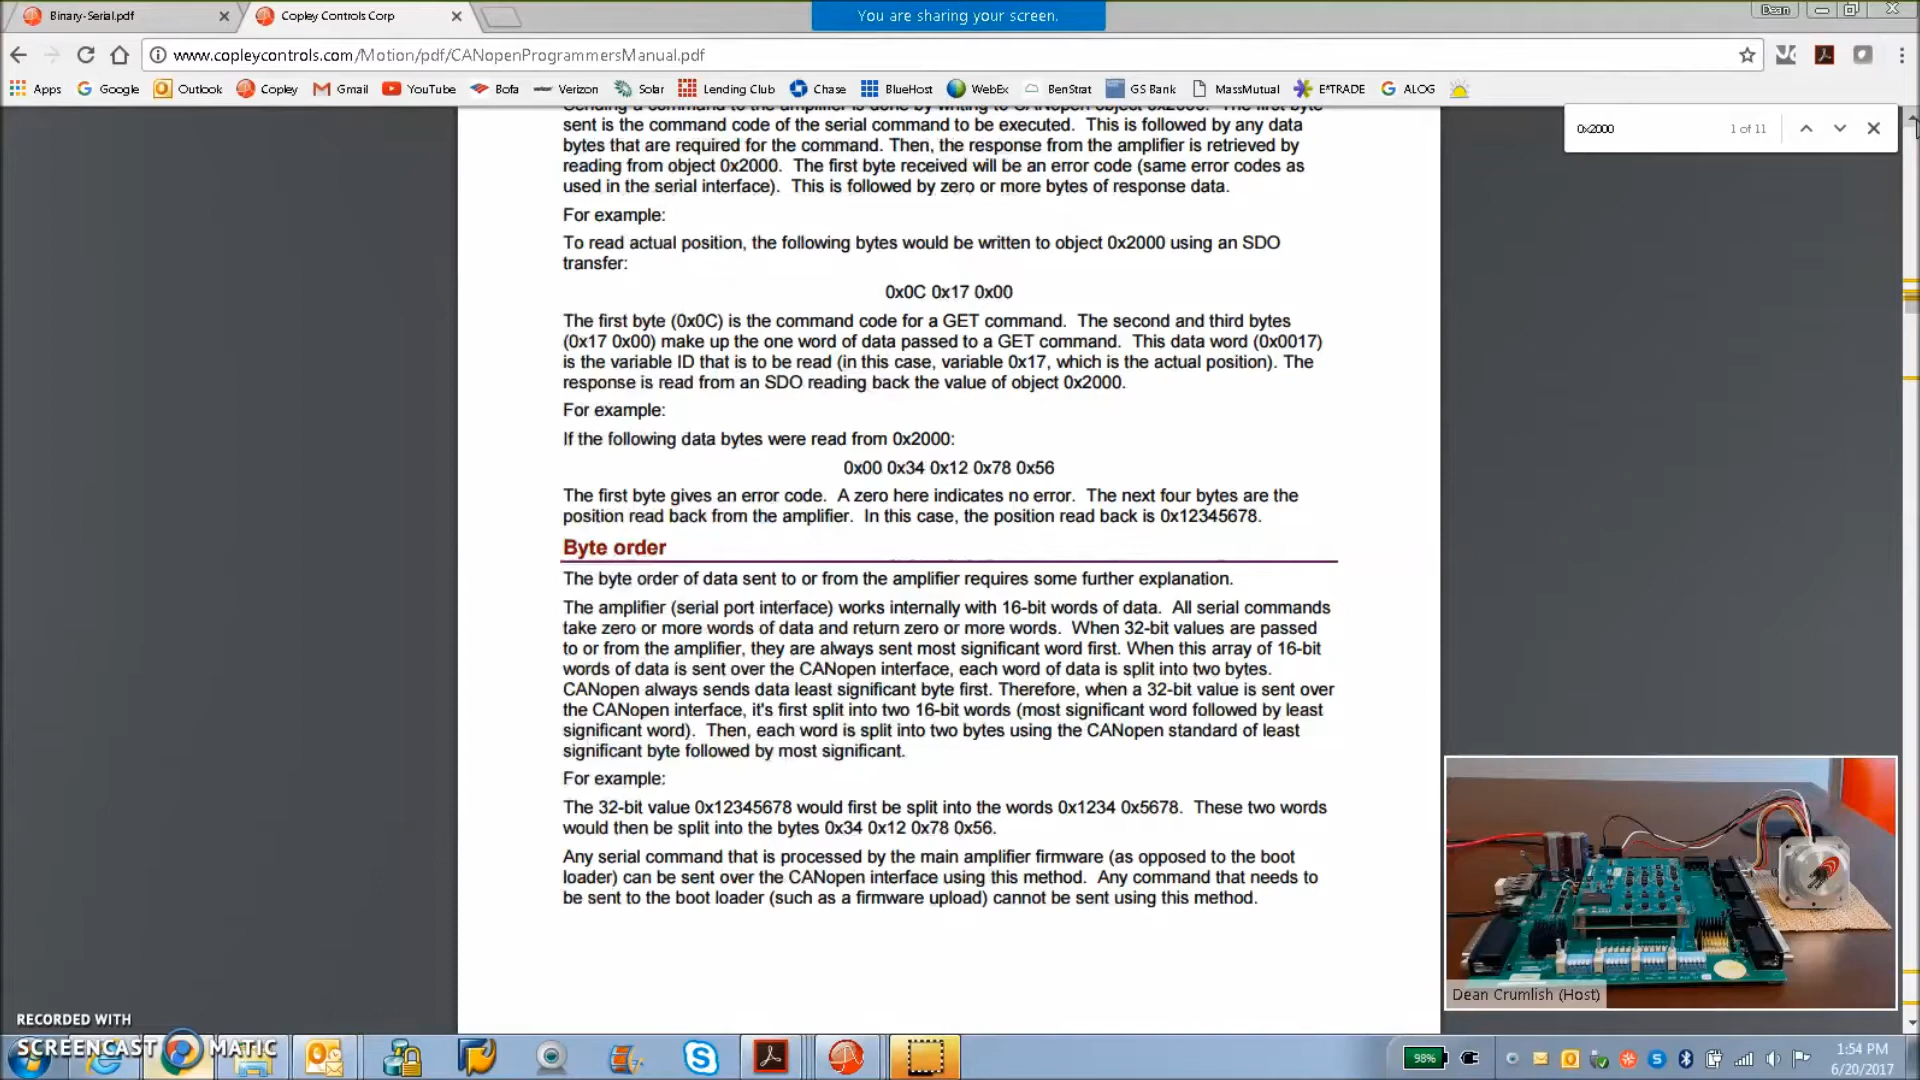 Binary-Serial.pdf
Copley Controls Corp
You are sharing your screen.
Dean
www.copleycontrols.com/Motion/pdf/CANopenProgrammersManual.pdf
Apps Google Outlook Copley Gmail YouTube Bofa Verizon Solar Lending Club Chase BlueHost WebEx BenStrat GS Bank MassMutual E*TRADE ALOG
0x2000 1 of 11
Sending a command to the amplifier is done by writing to CANopen object 0x2000. The first byte
sent is the command code of the serial command to be executed. This is followed by any data
bytes that are required for the command. Then, the response from the amplifier is retrieved by
reading from object 0x2000. The first byte received will be an error code (same error codes as
used in the serial interface). This is followed by zero or more bytes of response data.
For example:
To read actual position, the following bytes would be written to object 0x2000 using an SDO
transfer:
0x0C 0x17 0x00
The first byte (0x0C) is the command code for a GET command. The second and third bytes
(0x17 0x00) make up the one word of data passed to a GET command. This data word (0x0017)
is the variable ID that is to be read (in this case, variable 0x17, which is the actual position). The
response is read from an SDO reading back the value of object 0x2000.
For example:
If the following data bytes were read from 0x2000:
0x00 0x34 0x12 0x78 0x56
The first byte gives an error code. A zero here indicates no error. The next four bytes are the
position read back from the amplifier. In this case, the position read back is 0x12345678.
Byte order
The byte order of data sent to or from the amplifier requires some further explanation.
The amplifier (serial port interface) works internally with 16-bit words of data. All serial commands
take zero or more words of data and return zero or more words. When 32-bit values are passed
to or from the amplifier, they are always sent most significant word first. When this array of 16-bit
words of data is sent over the CANopen interface, each word of data is split into two bytes.
CANopen always sends data least significant byte first. Therefore, when a 32-bit value is sent over
the CANopen interface, it's first split into two 16-bit words (most significant word followed by least
significant word). Then, each word is split into two bytes using the CANopen standard of least
significant byte followed by most significant.
For example:
The 32-bit value 0x12345678 would first be split into the words 0x1234 0x5678. These two words
would then be split into the bytes 0x34 0x12 0x78 0x56.
Any serial command that is processed by the main amplifier firmware (as opposed to the boot
loader) can be sent over the CANopen interface using this method. Any command that needs to
be sent to the boot loader (such as a firmware upload) cannot be sent using this method.
Dean Crumlish (Host)
RECORDED WITH
SCREENCAST MATIC
98%
1:54 PM
6/20/2017